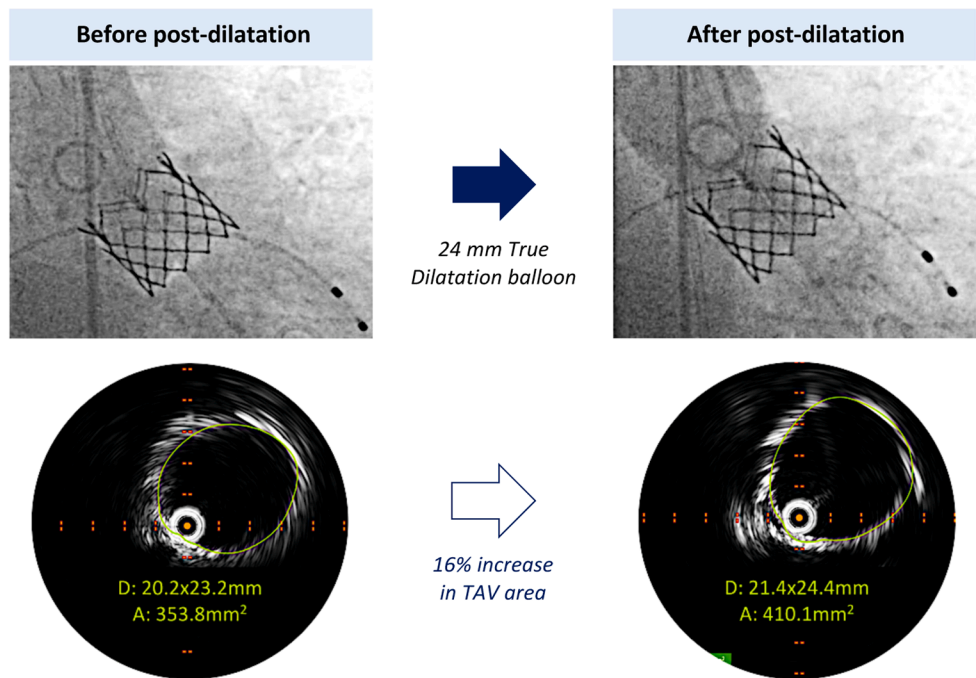 Before post-dilatation
After post-dilatation
24 mm True
Dilatation balloon
16% increase
in TAV area
D: 20.2x23.2mm
A: 353.8mm²
D: 21.4x24.4mm
A: 410.1mm²